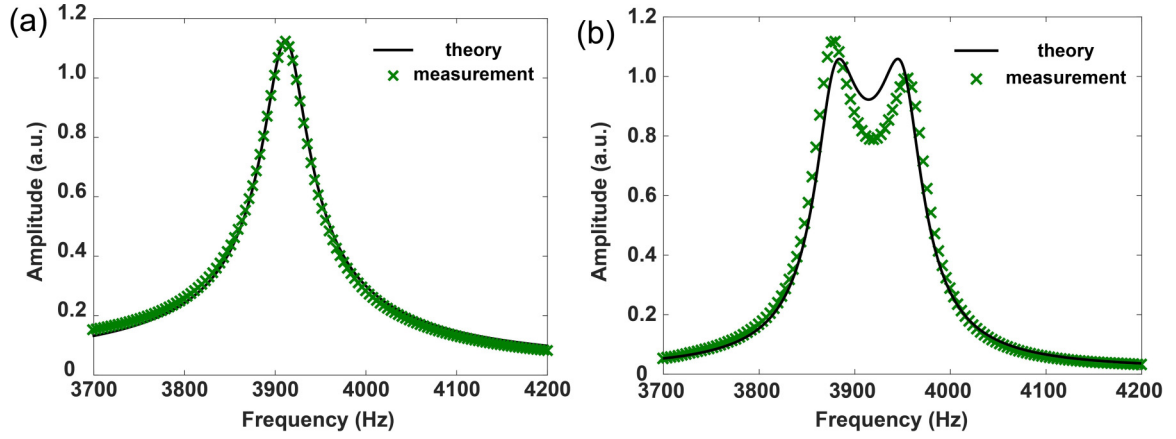 (a)
1.2
1.0
0.8
0.6
0.4
0.2
0
Amplitude (a.u.)
theory
measurement
3700 3800 3900 4000 4100 4200
Frequency (Hz)
(b)
1.2
1.0
0.8
0.6
0.4
0.2
0
Amplitude (a.u.)
theory
measurement
3700 3800 3900 4000 4100 4200
Frequency (Hz)